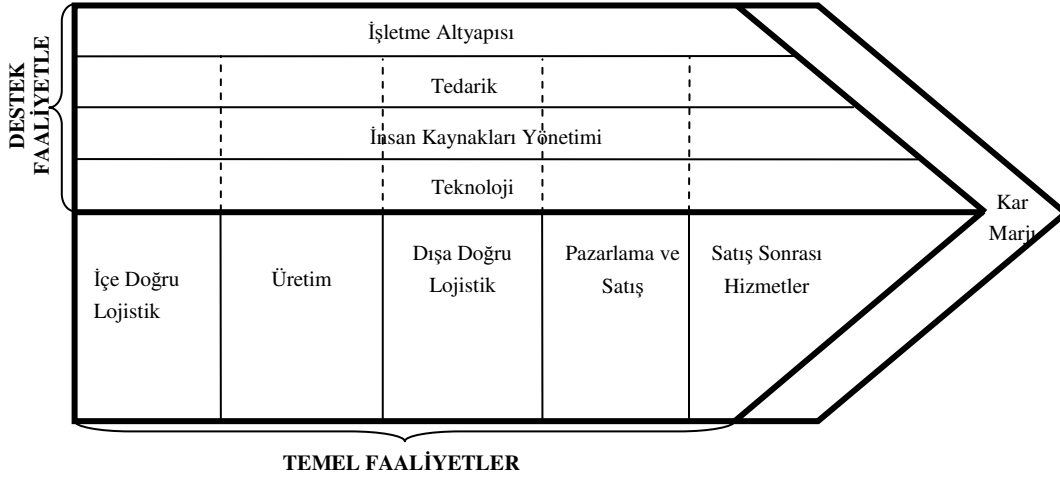 DESTEK
FAALİYETLE
İşletme Altyapısı
Tedarik
İnsan Kaynakları Yönetimi
Teknoloji
Kar
Marjı
İçe Doğru
Lojistik
Üretim
Dışa Doğru
Lojistik
Pazarlama ve
Satış
Satış Sonrası
Hizmetler
TEMEL FAALİYETLER